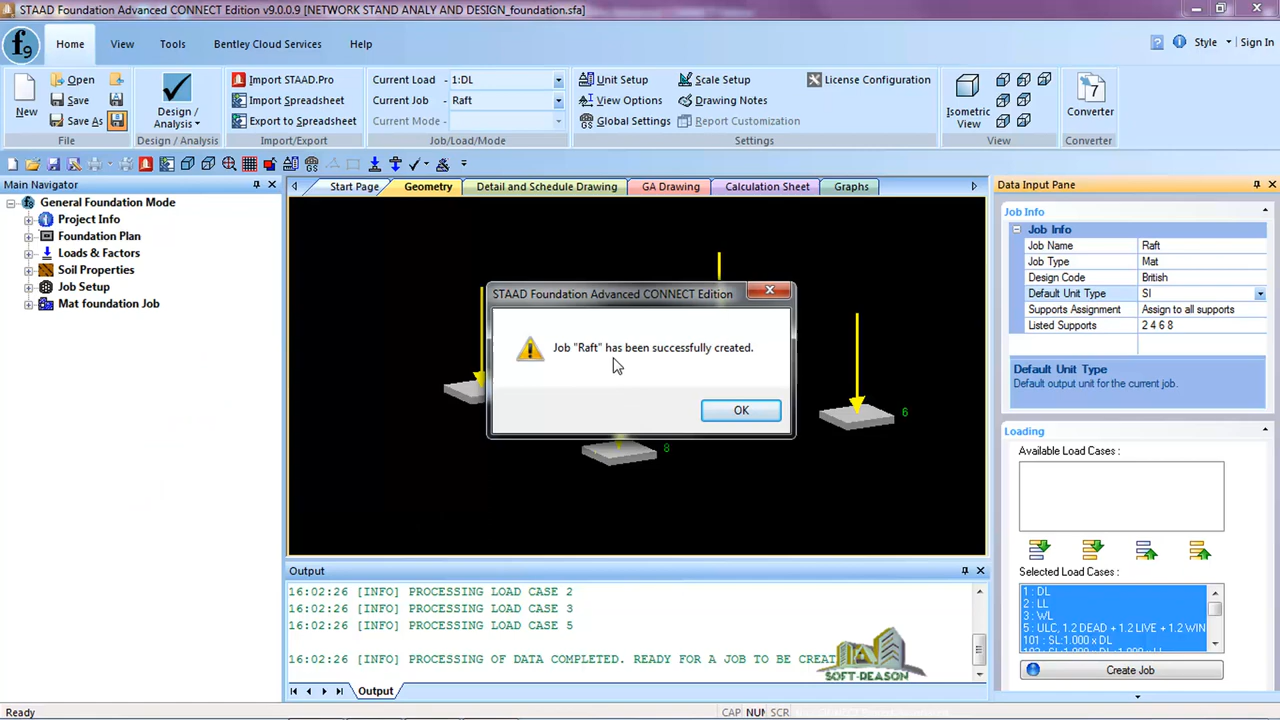 STAAD Foundation Advanced CONNECT Edition v9.0.0.9 [NETWORK STAND ANALY AND DESIGN_foundation.sfa]
Home View Tools Bentley Cloud Services Help Style Sign In
New Open Save Save As
File
Design / Analysis
Design / Analysis
Import STAAD.Pro
Import Spreadsheet
Export to Spreadsheet
Import/Export
Current Load 1:DL
Current Job Raft
Current Mode
Job/Load/Mode
Unit Setup Scale Setup License Configuration
View Options Drawing Notes
Global Settings Report Customization
Settings
Isometric View
View
Converter
Converter
Main Navigator
General Foundation Mode
Project Info
Foundation Plan
Loads & Factors
Soil Properties
Job Setup
Mat foundation Job
Start Page Geometry Detail and Schedule Drawing GA Drawing Calculation Sheet Graphs
STAAD Foundation Advanced CONNECT Edition
Job "Raft" has been successfully created.
OK
6
8
Output
16:02:26 [INFO] PROCESSING LOAD CASE 2
16:02:26 [INFO] PROCESSING LOAD CASE 3
16:02:26 [INFO] PROCESSING LOAD CASE 5
16:02:26 [INFO] PROCESSING OF DATA COMPLETED. READY FOR A JOB TO BE CREAT
SOFT-REASON
Output
Data Input Pane
Job Info
Job Info
Job Name Raft
Job Type Mat
Design Code British
Default Unit Type SI
Supports Assignment Assign to all supports
Listed Supports 2 4 6 8
Default Unit Type
Default output unit for the current job.
Loading
Available Load Cases :
Selected Load Cases :
1 : DL
2 : LL
3 : WL
5 : ULC, 1.2 DEAD + 1.2 LIVE + 1.2 WIN
101 : SL:1.000 x DL
Create Job
Ready CAP NUM SCR